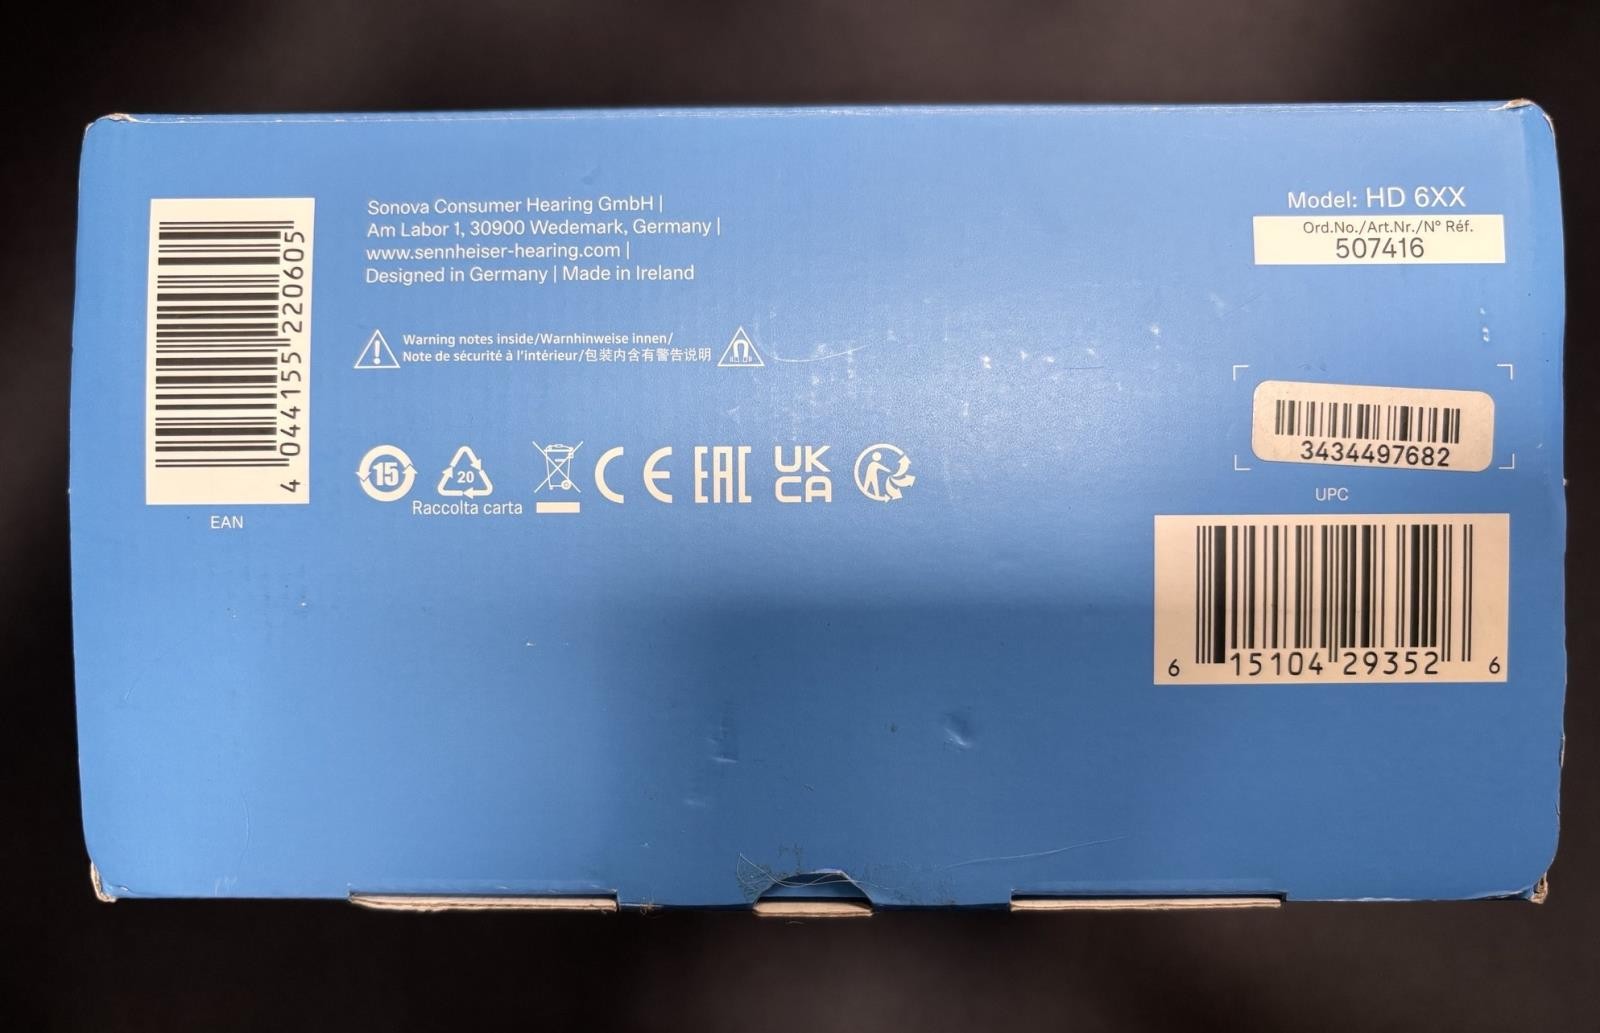 4 044155 220605
EAN
Sonova Consumer Hearing GmbH |
Am Labor 1, 30900 Wedemark, Germany |
www.sennheiser-hearing.com |
Designed in Germany | Made in Ireland
Warning notes inside/Warnhinweise innen/
Note de sécurité à l'intérieur/包装内含有警告说明
15
20
Raccolta carta
CE
EAC
UK
CA
Model: HD 6XX
Ord.No./Art.Nr./N° Réf.
507416
3434497682
UPC
6 15104 29352 6